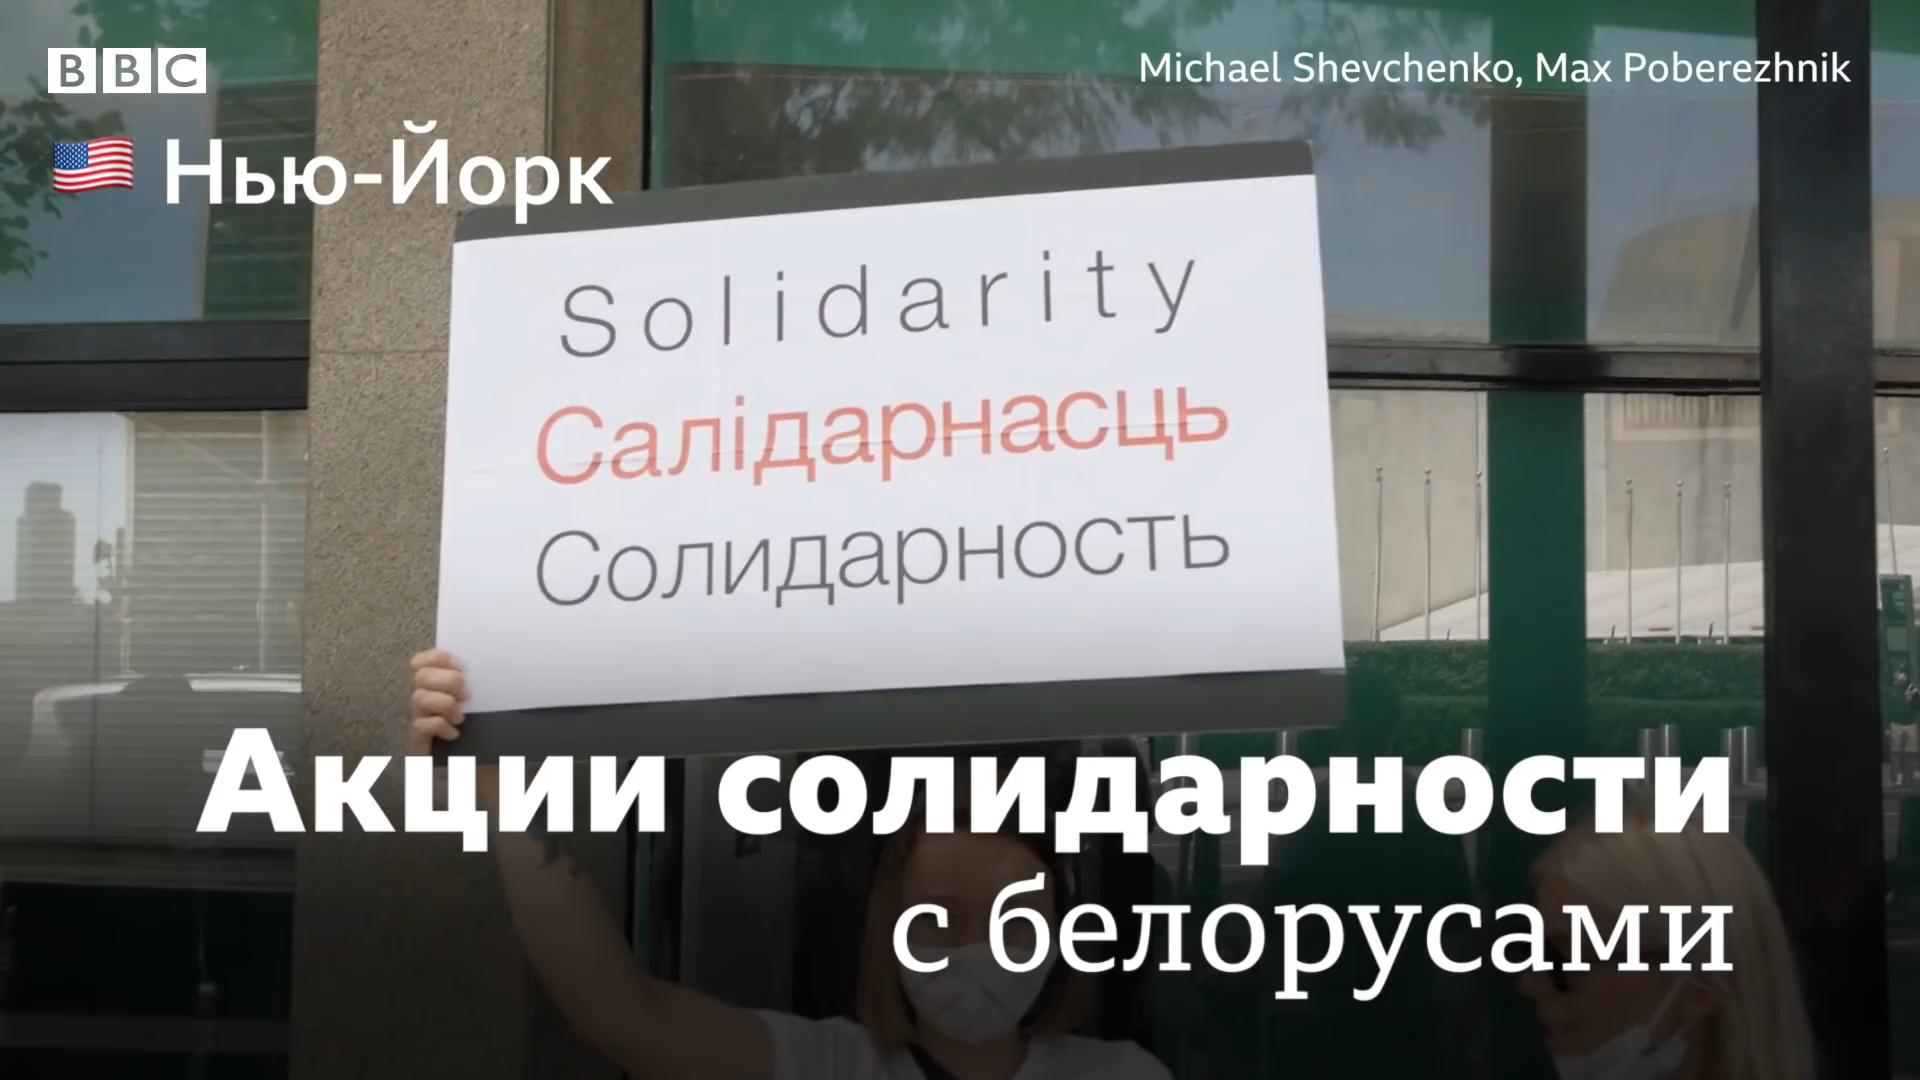 BBC
Michael Shevchenko, Max Poberezhnik
Нью-Йорк
Solidarity
Салідарнасць
Солидарность
Акции солидарности
с белорусами